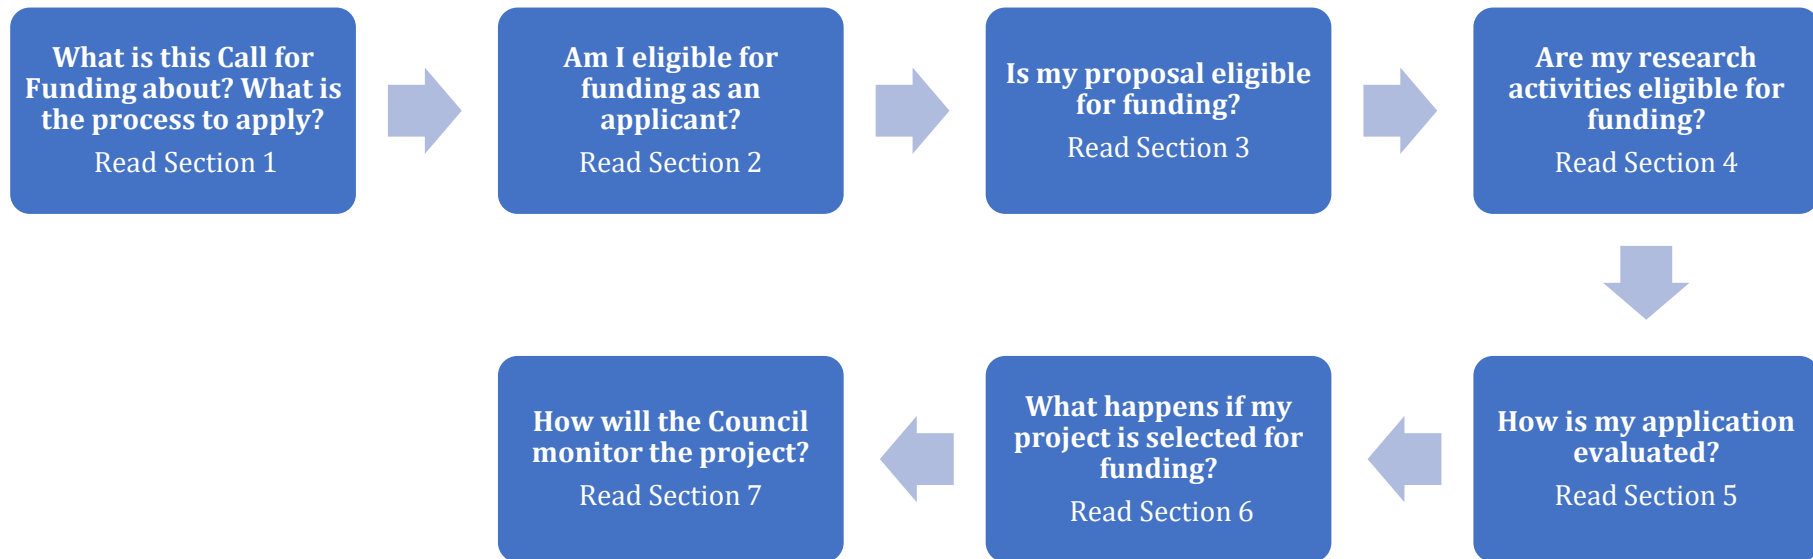 What is this Call for
Funding about? What is
the process to apply?
Read Section 1
Am I eligible for
funding as an
applicant?
Read Section 2
Is my proposal eligible
for funding?
Read Section 3
Are my research
activities eligible for
funding?
Read Section 4
How is my application
evaluated?
Read Section 5
What happens if my
project is selected for
funding?
Read Section 6
How will the Council
monitor the project?
Read Section 7